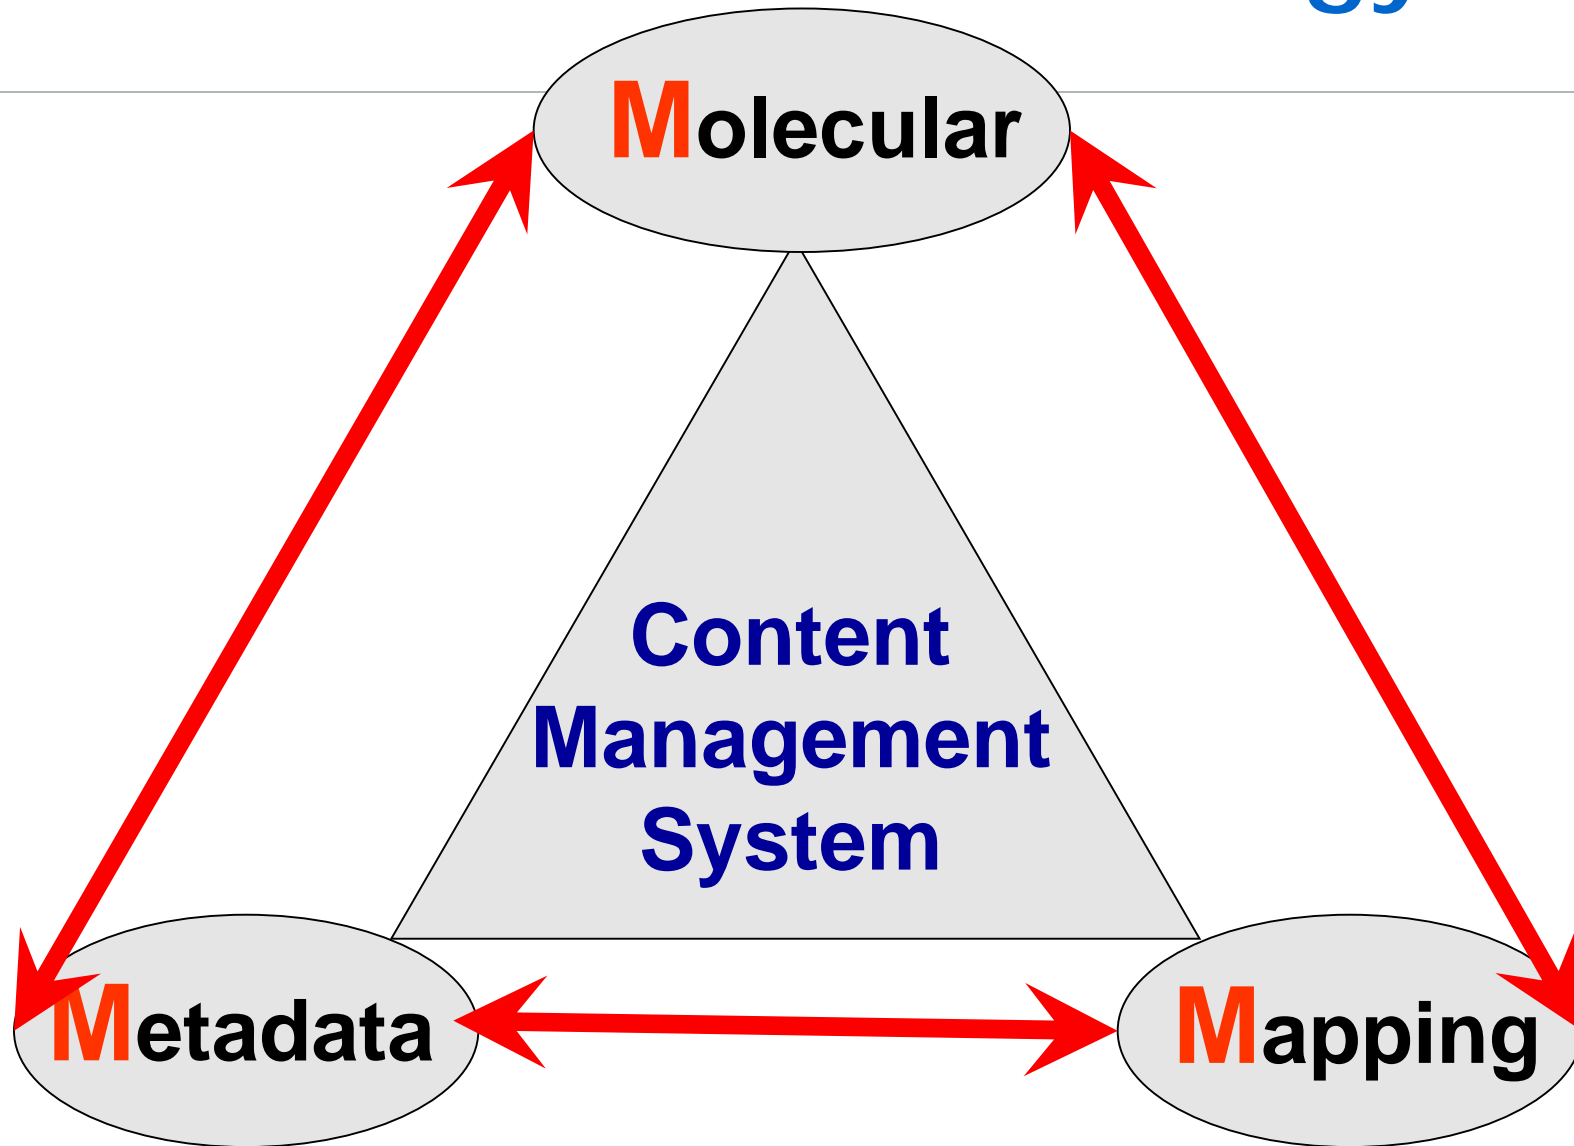 Molecular
Content
Management
System
Metadata
Mapping